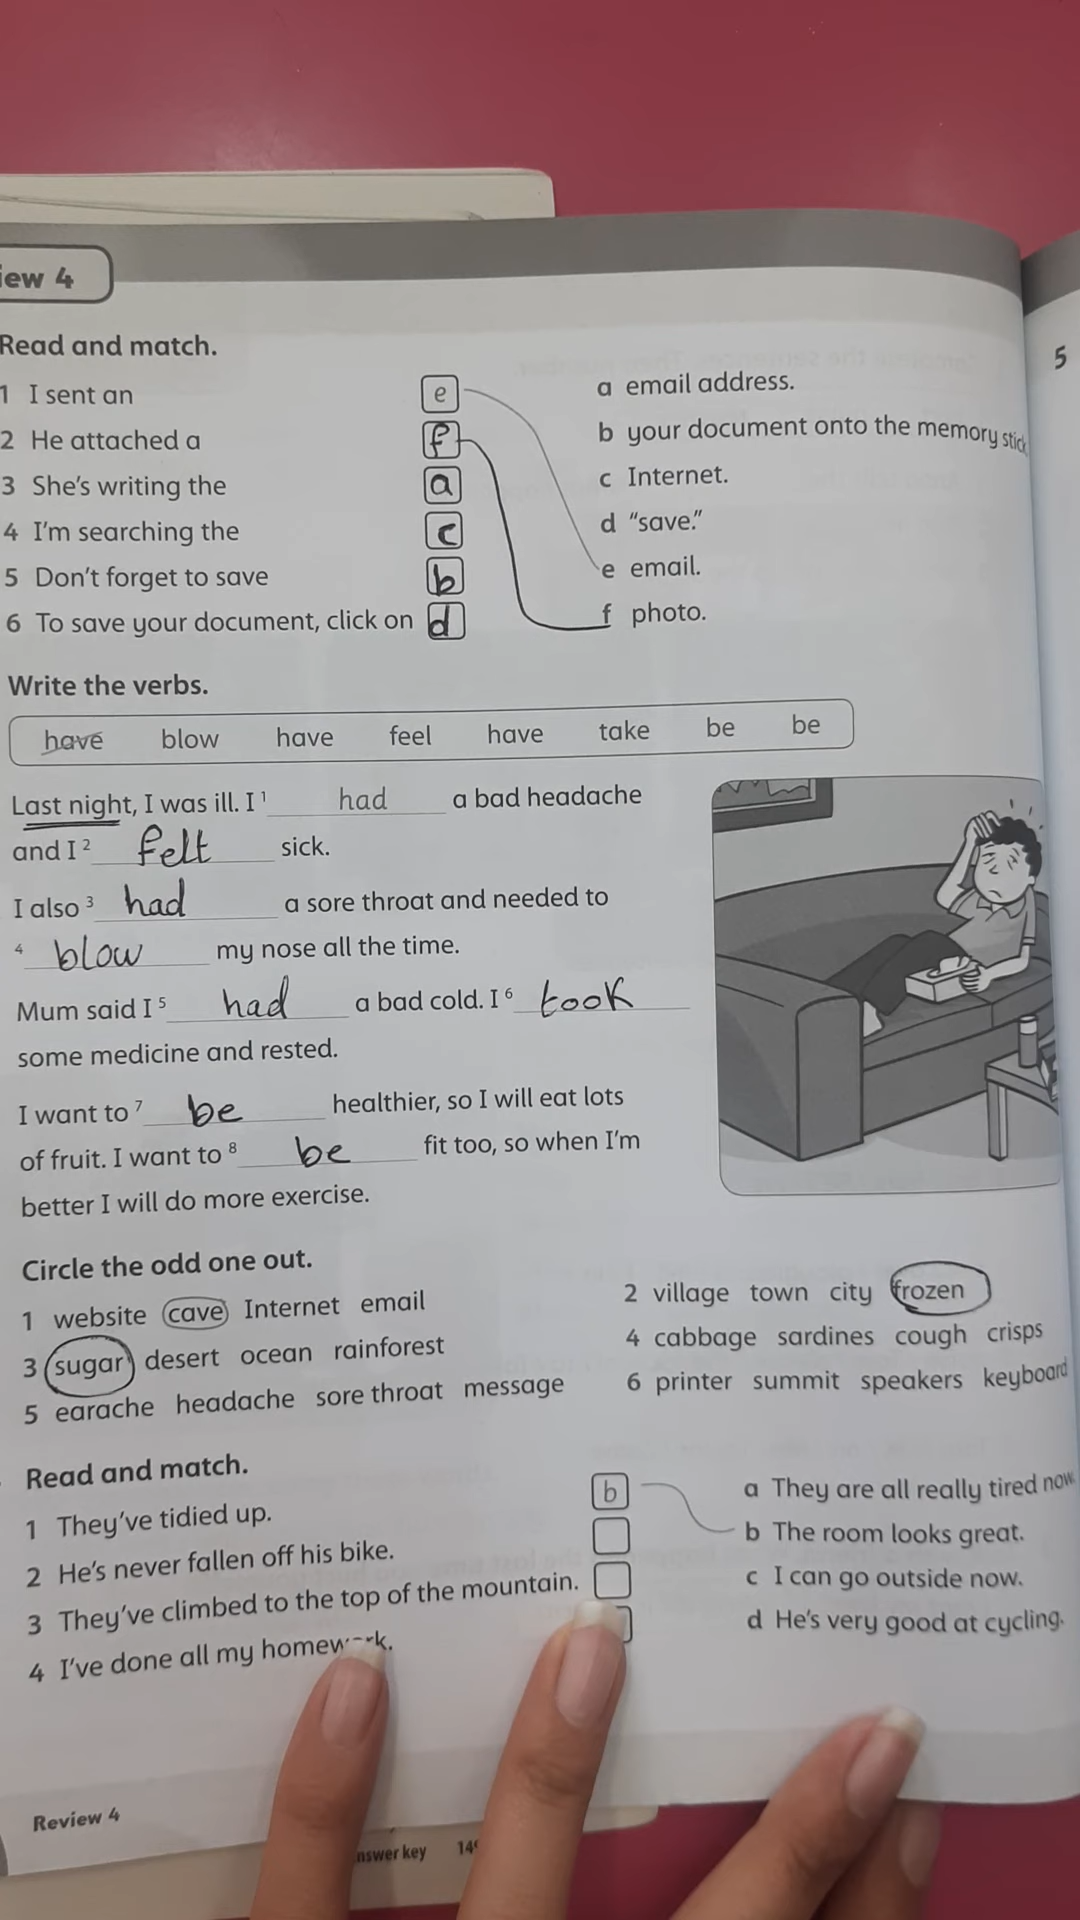 iew 4
5
Read and match.
1 I sent an e a email address.
2 He attached a f b your document onto the memory stick
3 She's writing the a c Internet.
4 I'm searching the c d "save."
5 Don't forget to save b e email.
6 To save your document, click on d f photo.
Write the verbs.
have blow have feel have take be be
Last night, I was ill. I 1 had a bad headache
and I 2 felt sick.
I also 3 had a sore throat and needed to
4 blow my nose all the time.
Mum said I 5 had a bad cold. I 6 took
some medicine and rested.
I want to 7 be healthier, so I will eat lots
of fruit. I want to 8 be fit too, so when I'm
better I will do more exercise.
Circle the odd one out.
1 website cave Internet email 2 village town city frozen
3 sugar desert ocean rainforest 4 cabbage sardines cough crisps
5 earache headache sore throat message 6 printer summit speakers keyboard
Read and match.
1 They've tidied up. b a They are all really tired now
2 He's never fallen off his bike. b The room looks great.
3 They've climbed to the top of the mountain. c I can go outside now.
4 I've done all my homework. d He's very good at cycling.
Review 4
nswer key 14